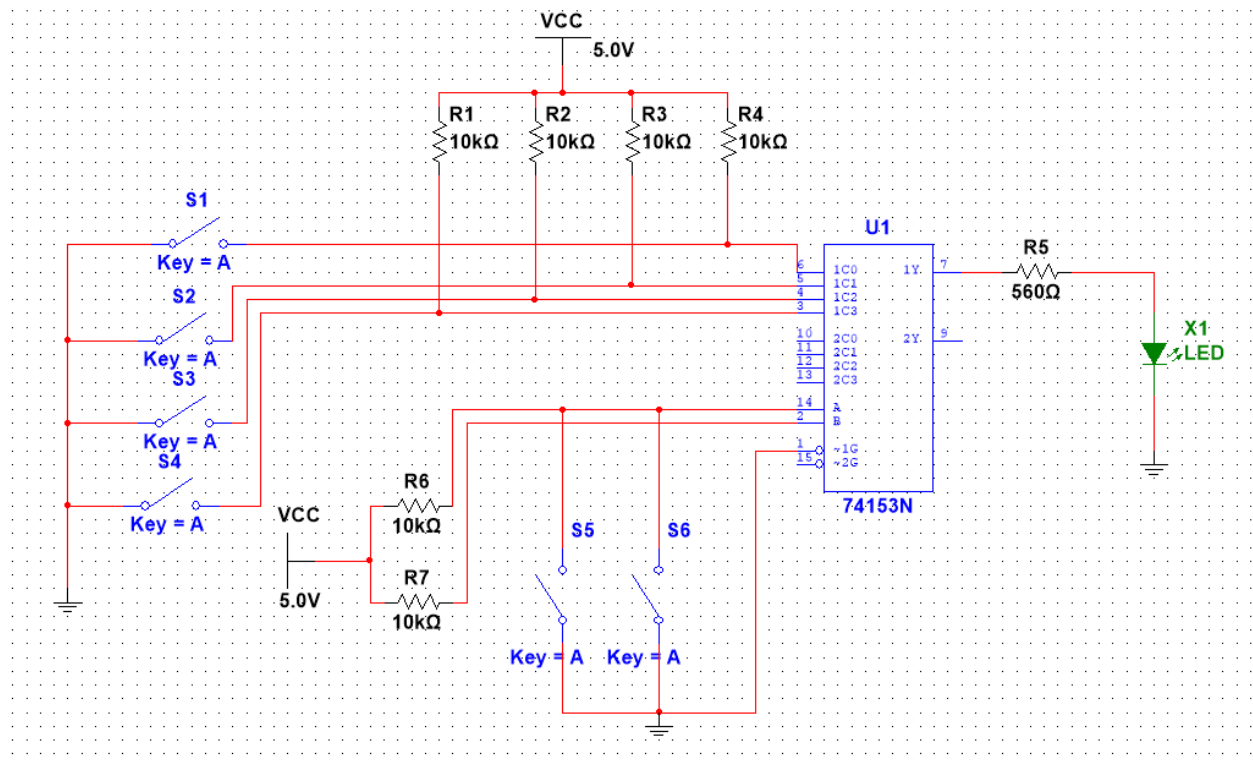 VCC
5.0V
R1
10kΩ
R2
10kΩ
R3
10kΩ
R4
10kΩ
S1
Key = A
S2
Key = A
S3
Key = A
S4
Key = A
VCC
5.0V
R6
10kΩ
R7
10kΩ
S5
Key = A
S6
Key = A
U1
6 1C0
5 1C1
4 1C2
3 1C3
10 2C0
11 2C1
12 2C2
13 2C3
14 A
2 B
1 ~1G
15 ~2G
1Y 7
2Y 9
74153N
R5
560Ω
X1
LED